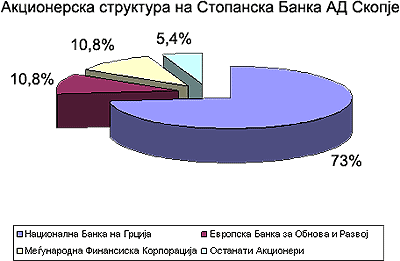 Акционерска структура на Стопанска Банка АД Скопје
10,8%
5,4%
10,8%
73%
Национална Банка на Грција
Европска Банка за Обнова и Развој
Меѓународна Финансиска Корпорација
Останати Акционери